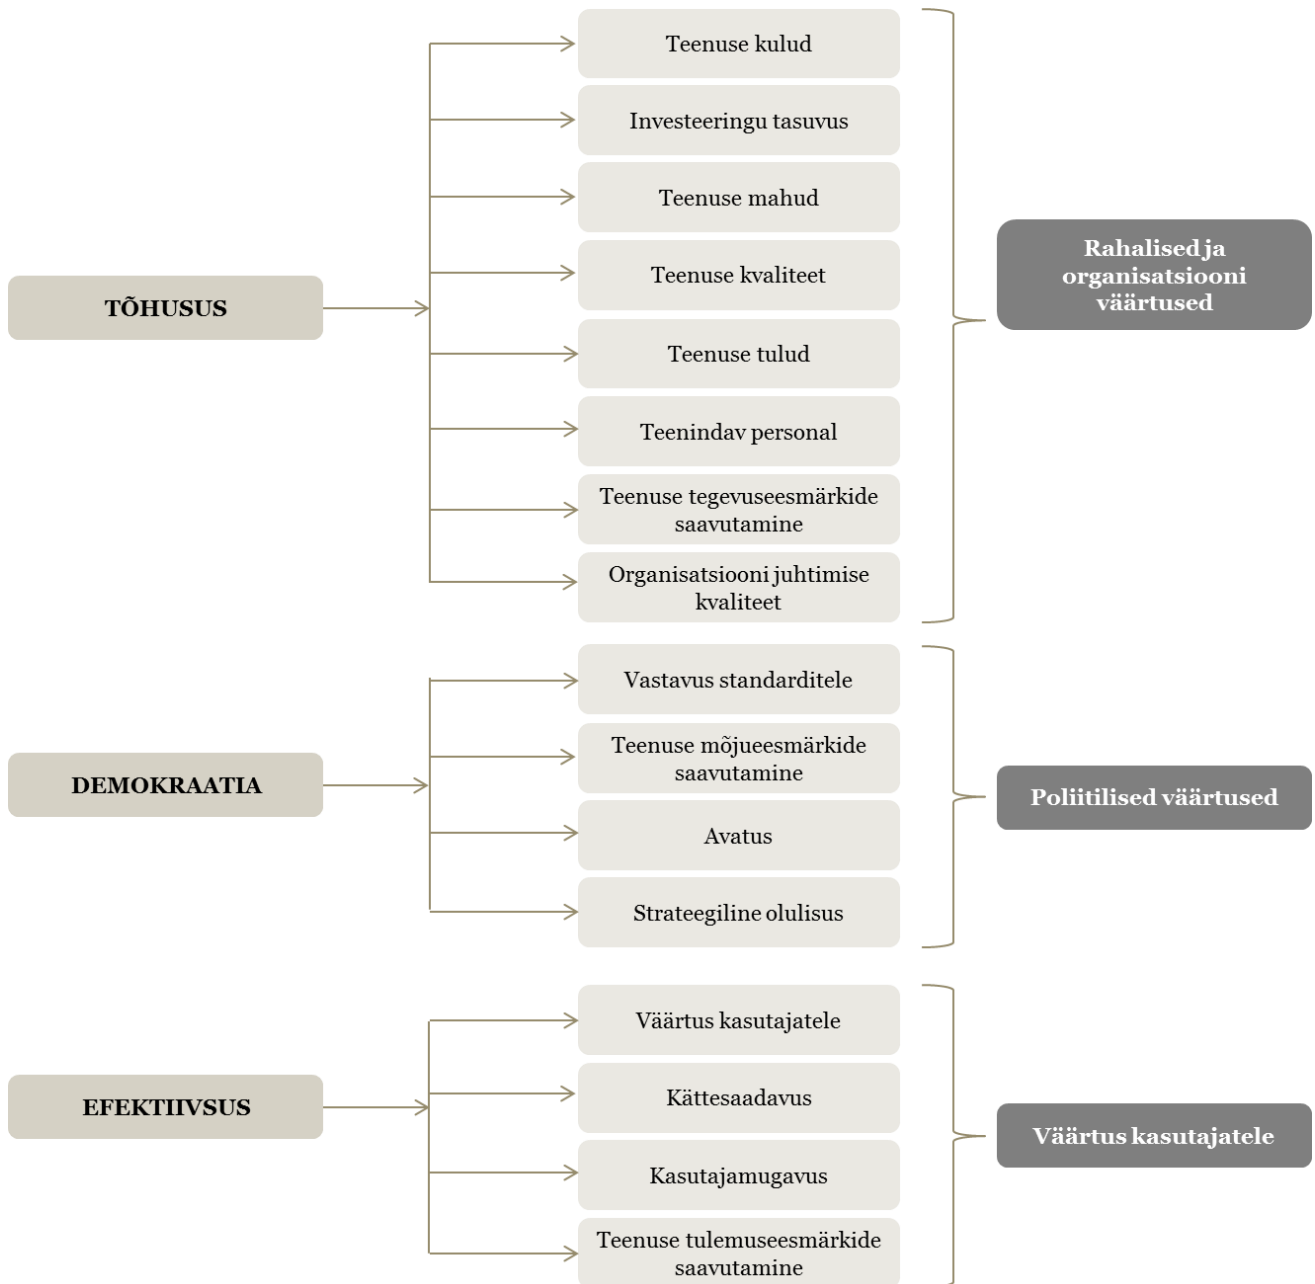 TÕHUSUS
Teenuse kulud
Investeeringu tasuvus
Teenuse mahud
Teenuse kvaliteet
Teenuse tulud
Teenindav personal
Teenuse tegevuseesmärkide
saavutamine
Organisatsiooni juhtimise
kvaliteet
Rahalised ja
organisatsiooni
väärtused
DEMOKRAATIA
Vastavus standarditele
Teenuse mõjueesmärkide
saavutamine
Avatus
Strateegiline olulisus
Poliitilised väärtused
EFEKTIIVSUS
Väärtus kasutajatele
Kättesaadavus
Kasutajamugavus
Teenuse tulemuseesmärkide
saavutamine
Väärtus kasutajatele